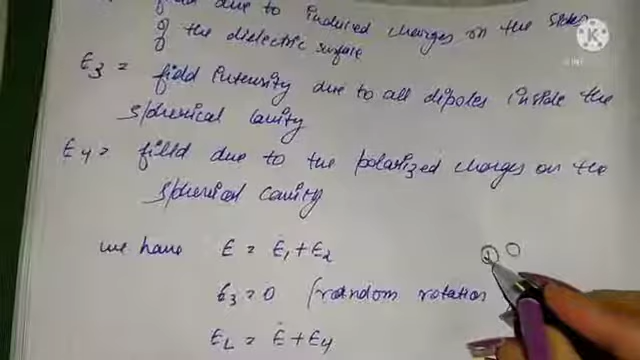 field due to induced charges on the sides
of the dielectric surface
E3 = field intensity due to all dipoles inside the
spherical cavity
E4 = filld due to the polarized charges on the
spherical cavity
we have E = E1 + E2
E3 = 0 (random rotation
EL = E + E4
K